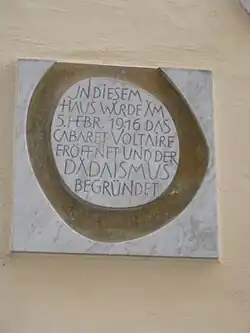 IN DIESEM
HAUS WURDE AM
5. FEBR. 1916 DAS
CABARET VOLTAIRE
ERÖFFNET UND DER
DADAISMUS
BEGRÜNDET